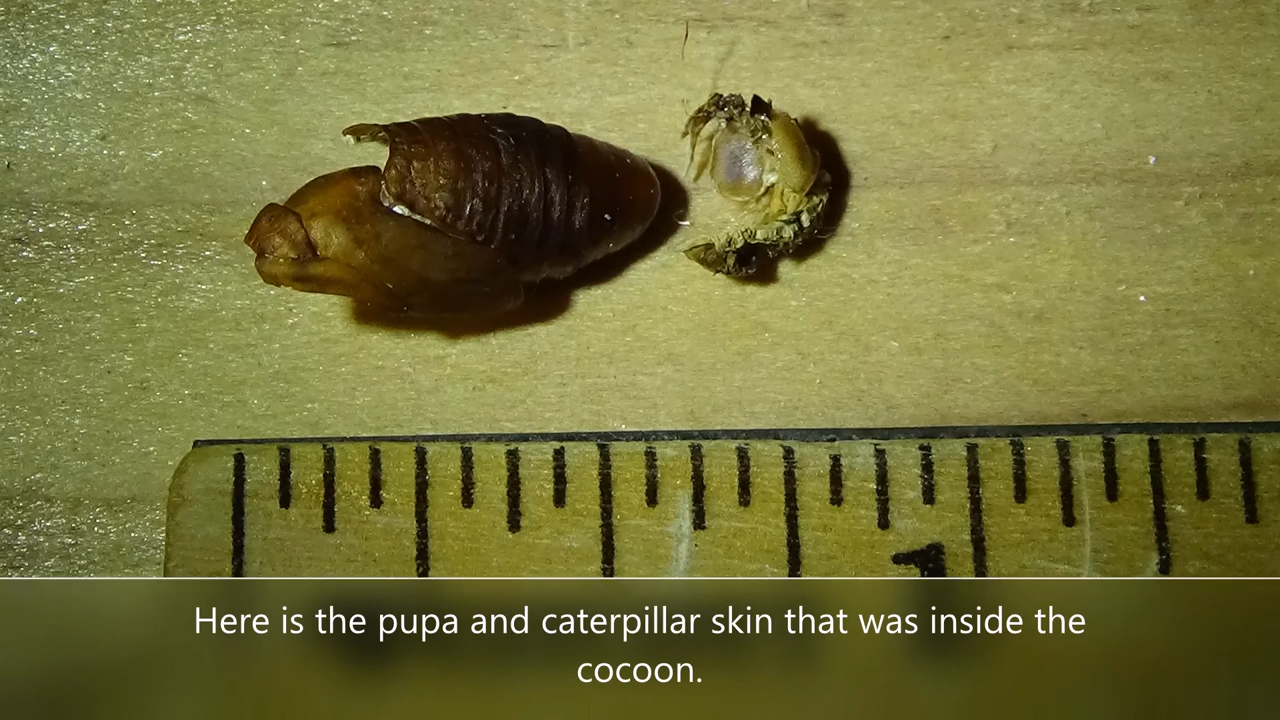 1
Here is the pupa and caterpillar skin that was inside the
cocoon.